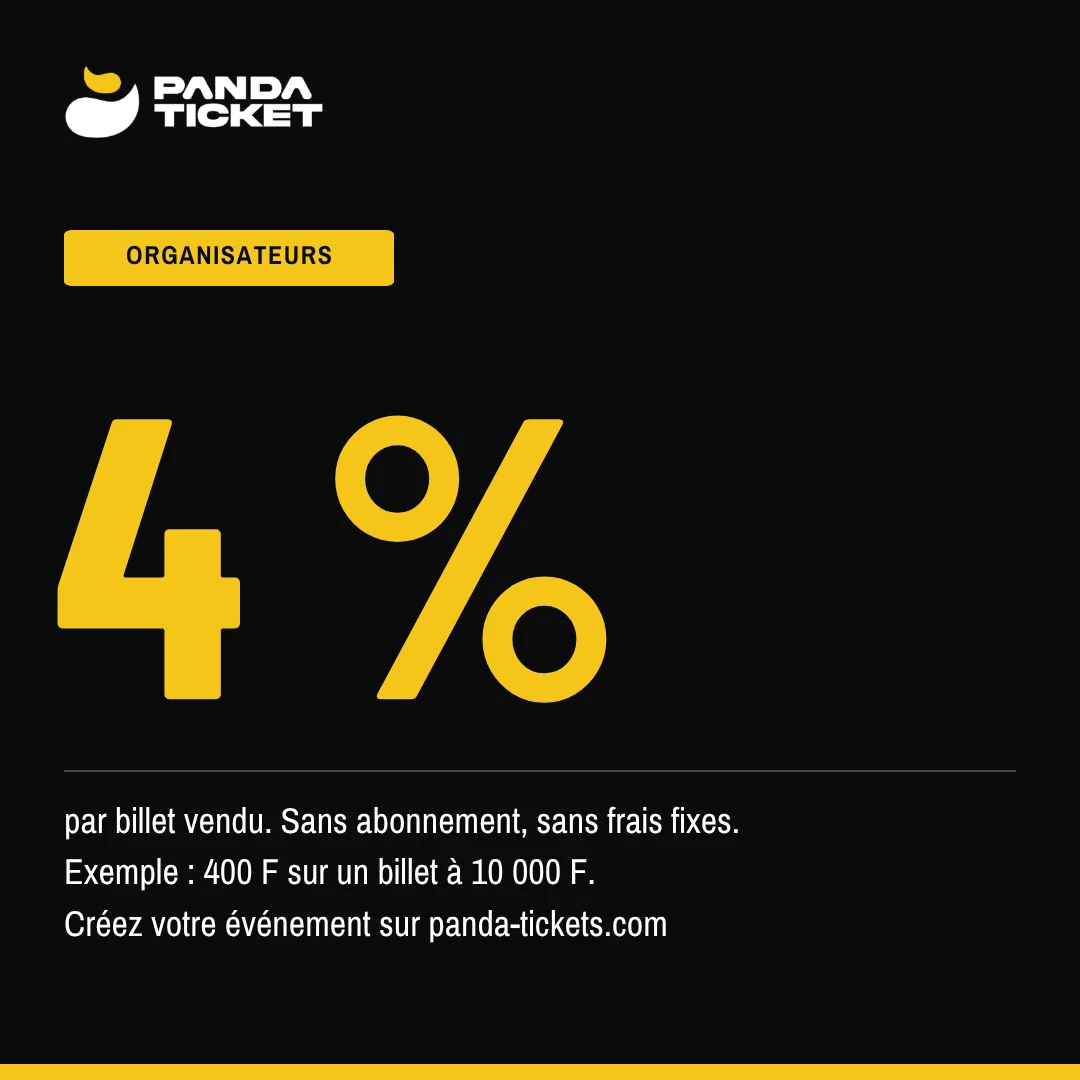 PANDA
TICKET
ORGANISATEURS
4 %
par billet vendu. Sans abonnement, sans frais fixes.
Exemple : 400 F sur un billet à 10 000 F.
Créez votre événement sur panda-tickets.com